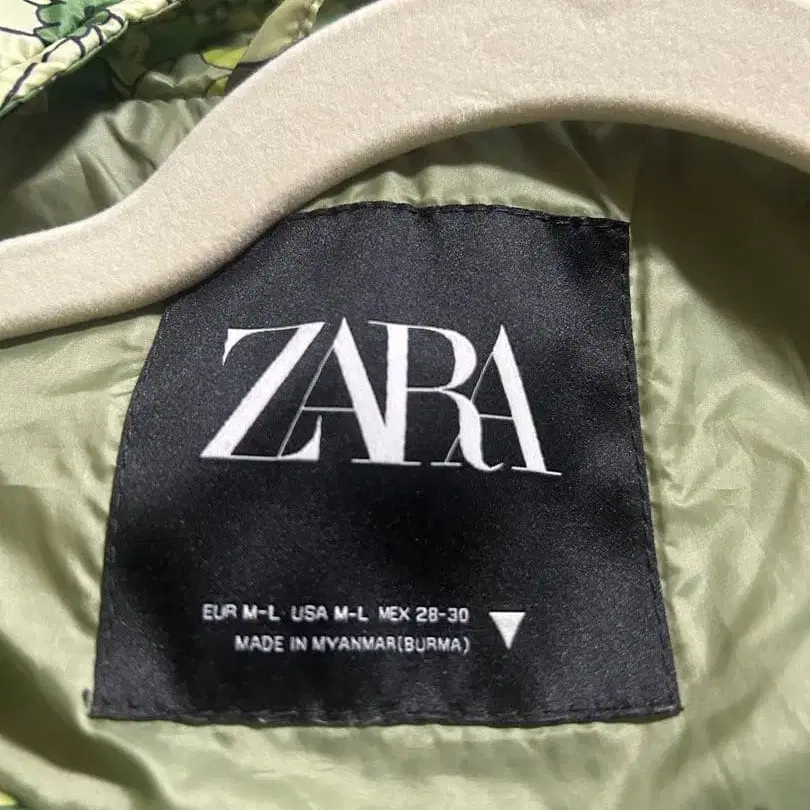 ZARA
EUR M-L USA M-L MEX 28-30
MADE IN MYANMAR(BURMA)